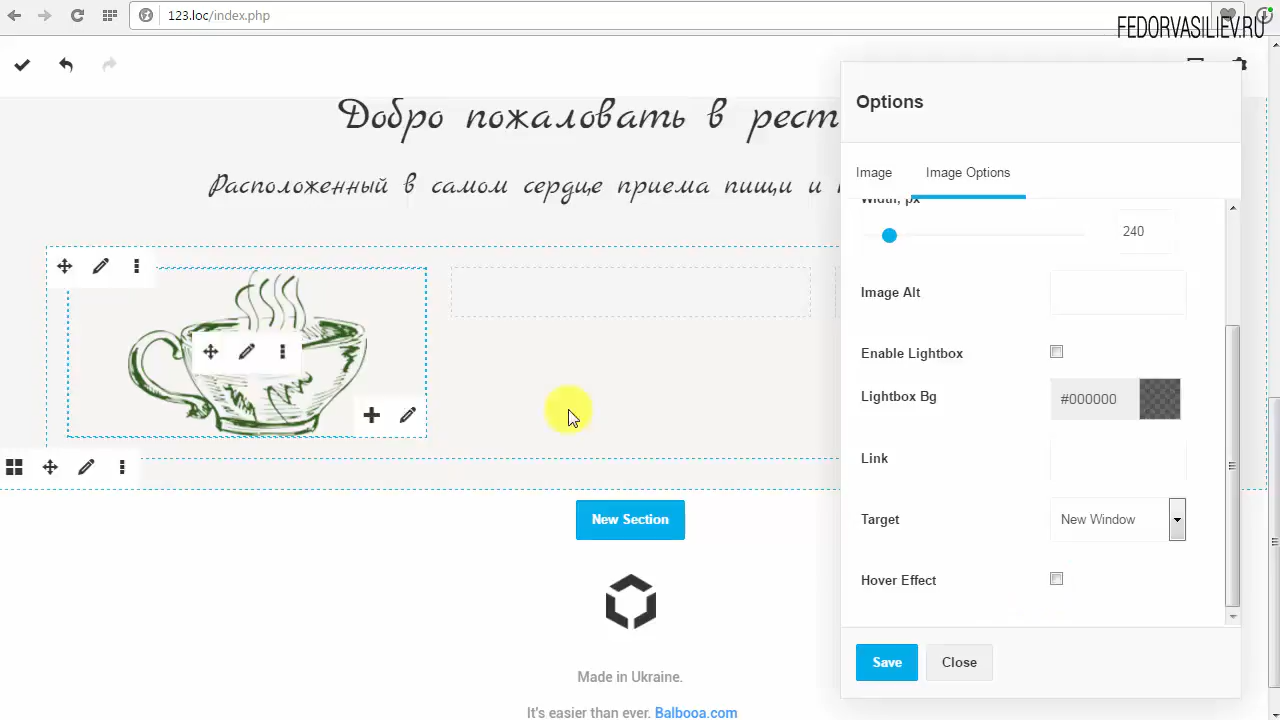 123.loc/index.php
FEDORVASILIEV.RU
Options
Добро пожаловать в рест
Image
Image Options
Расположенный в самом сердце приема пищи и
Width, px
240
Image Alt
Enable Lightbox
Lightbox Bg
#000000
Link
Target
New Window
New Section
Hover Effect
Save
Close
Made in Ukraine.
It's easier than ever. Balbooa.com